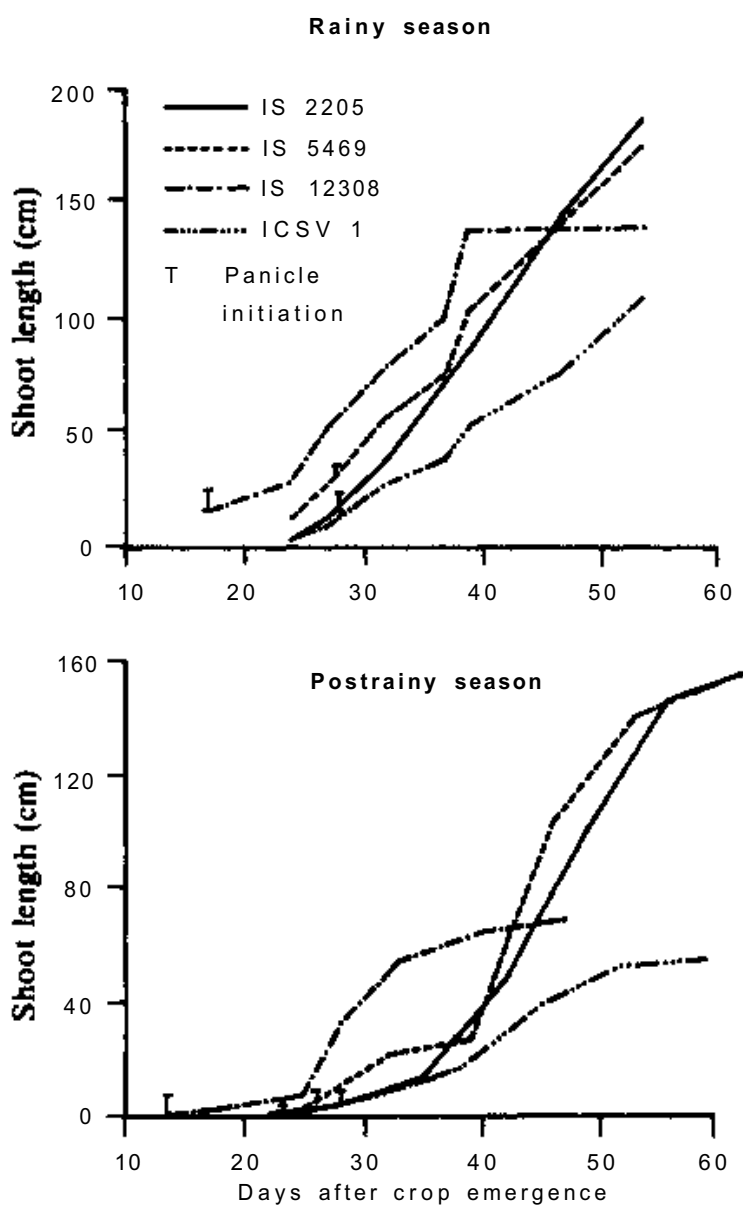 Rainy season
200
IS 2205
IS 5469
IS 12308
ICSV 1
T Panicle
initiation
150
100
50
0
Shoot length (cm)
10 20 30 40 50 60
Postrainy season
160
120
80
40
0
Shoot length (cm)
10 20 30 40 50 60
Days after crop emergence